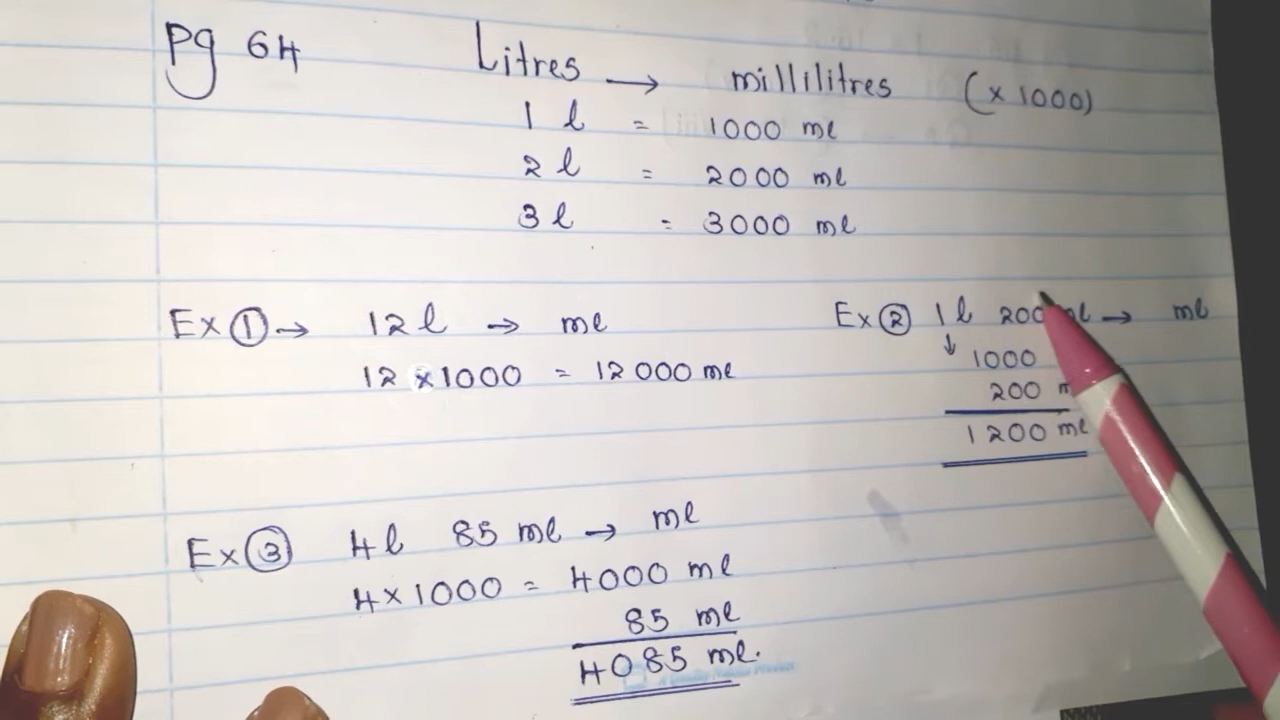 Pg 64
Litres → millilitres (× 1000)
1 l = 1000 ml
2 l = 2000 ml
3 l = 3000 ml
Ex ① → 12 l → ml
12 × 1000 = 12 000 ml
Ex ② 1 l 200 ml → ml
↓ 1000
200 m
1200 ml
Ex ③ 4 l 85 ml → ml
4 × 1000 = 4000 ml
85 ml
4085 ml.